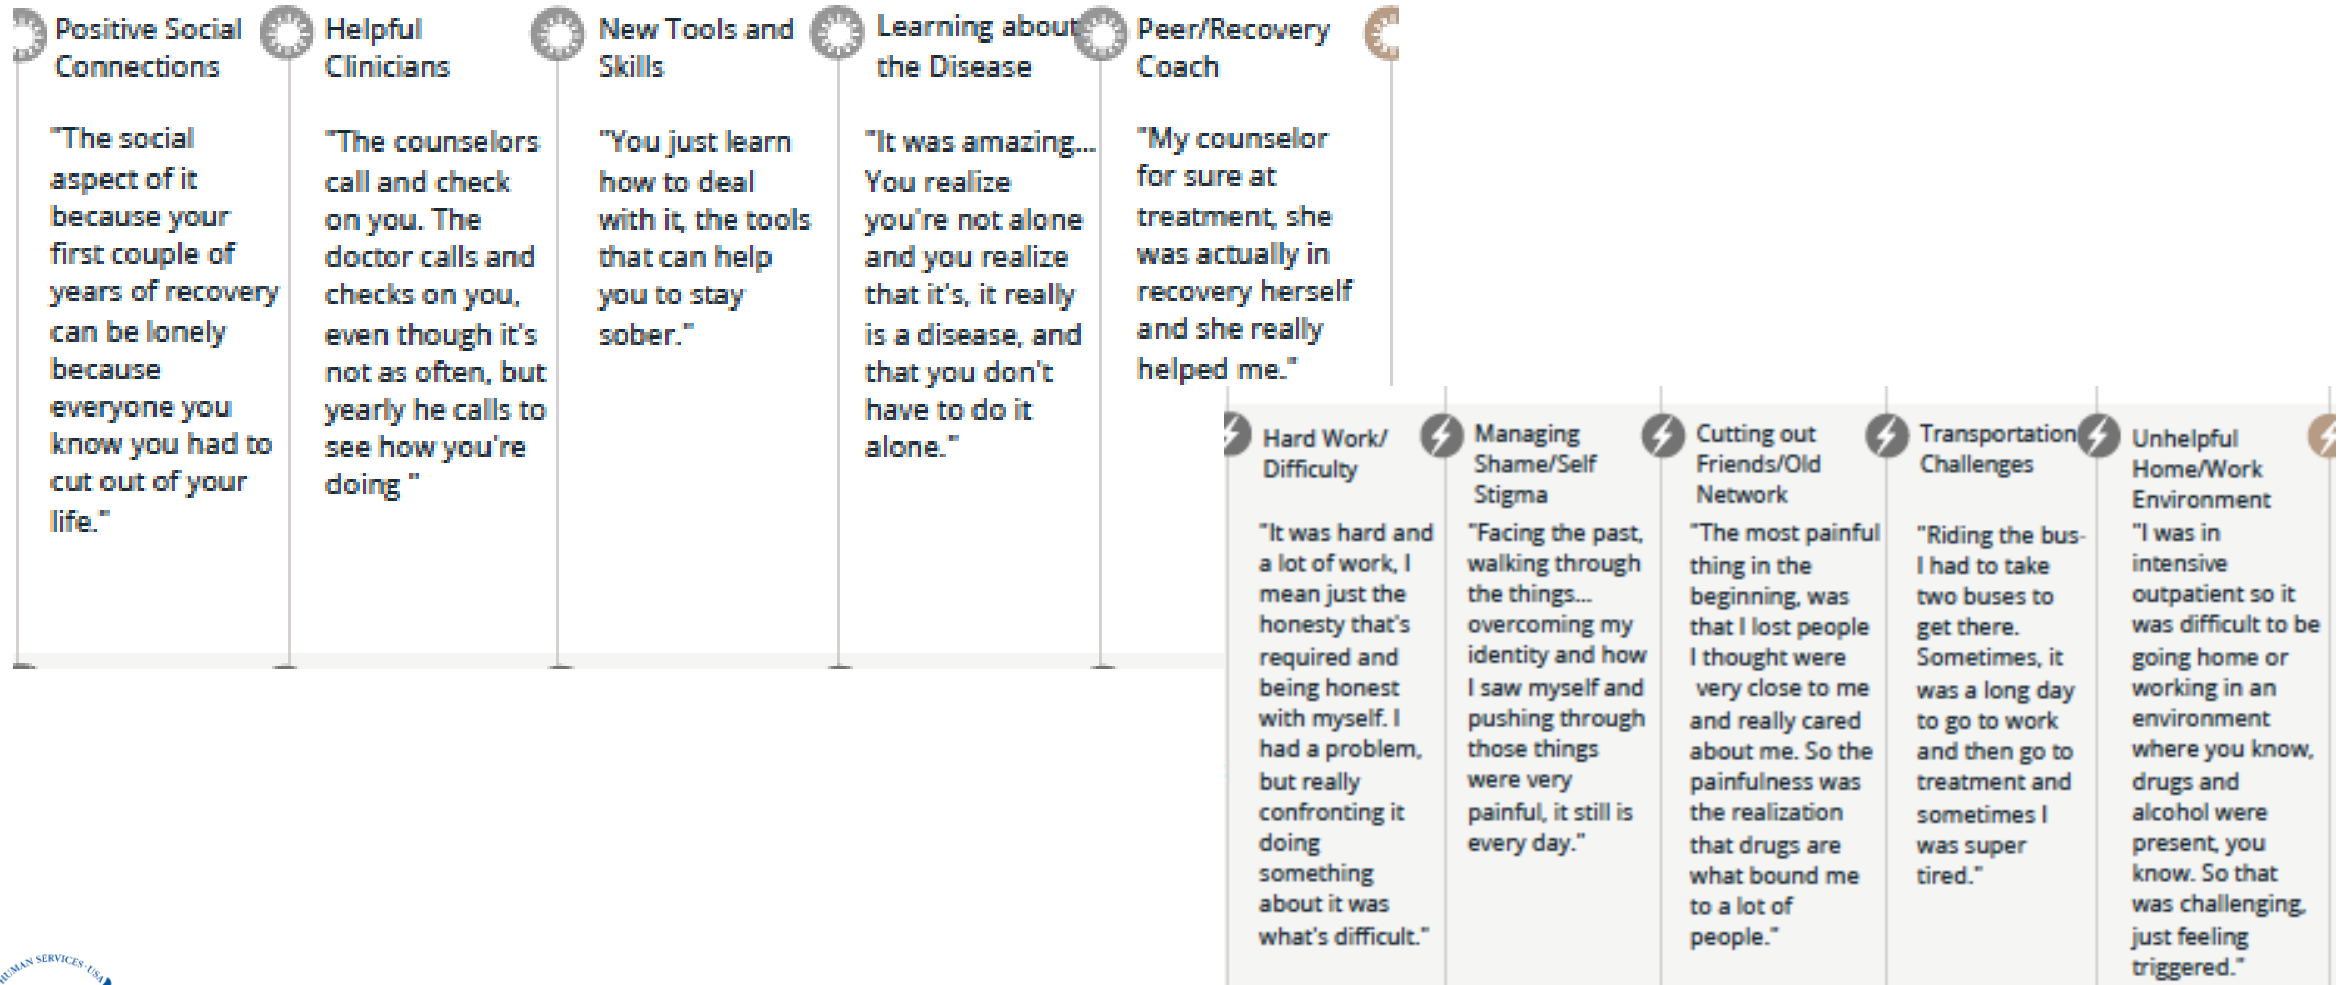 Positive Social
Connections
"The social
aspect of it
because your
first couple of
years of recovery
can be lonely
because
everyone you
know you had to
cut out of your
life."
Helpful
Clinicians
"The counselors
call and check
on you. The
doctor calls and
checks on you,
even though it's
not as often, but
yearly he calls to
see how you're
doing "
New Tools and
Skills
"You just learn
how to deal
with it, the tools
that can help
you to stay
sober."
Learning about
the Disease
"It was amazing...
You realize
you're not alone
and you realize
that it's, it really
is a disease, and
that you don't
have to do it
alone."
Peer/Recovery
Coach
"My counselor
for sure at
treatment, she
was actually in
recovery herself
and she really
helped me."
Hard Work/
Difficulty
"It was hard and
a lot of work, I
mean just the
honesty that's
required and
being honest
with myself. I
had a problem,
but really
confronting it
doing
something
about it was
what's difficult."
Managing
Shame/Self
Stigma
"Facing the past,
walking through
the things...
overcoming my
identity and how
I saw myself and
pushing through
those things
were very
painful, it still is
every day."
Cutting out
Friends/Old
Network
"The most painful
thing in the
beginning, was
that I lost people
I thought were
very close to me
and really cared
about me. So the
painfulness was
the realization
that drugs are
what bound me
to a lot of
people."
Transportation
Challenges
"Riding the bus-
I had to take
two buses to
get there.
Sometimes, it
was a long day
to go to work
and then go to
treatment and
sometimes I
was super
tired."
Unhelpful
Home/Work
Environment
"I was in
intensive
outpatient so it
was difficult to be
going home or
working in an
environment
where you know,
drugs and
alcohol were
present, you
know. So that
was challenging,
just feeling
triggered."
HUMAN SERVICES · USA